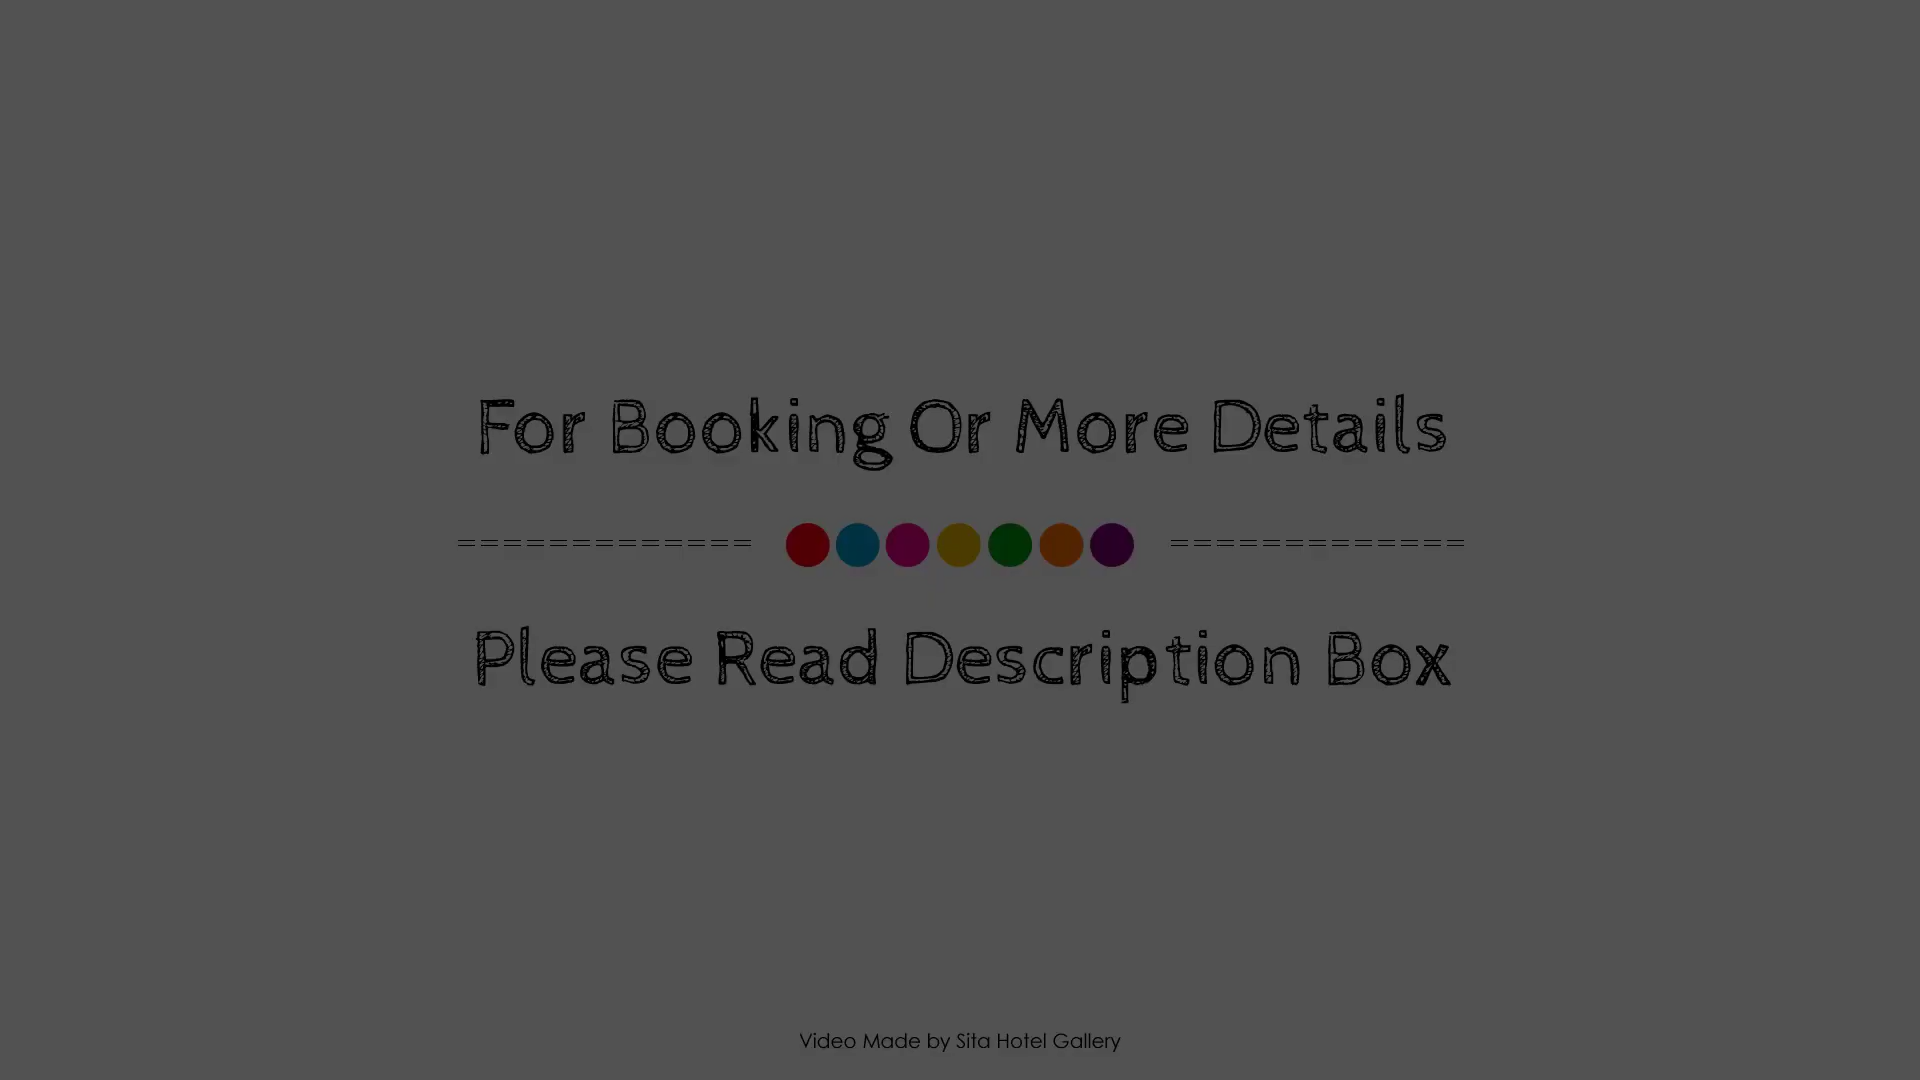 For Booking Or More Details
============= =============
Please Read Description Box
Video Made by Sita Hotel Gallery